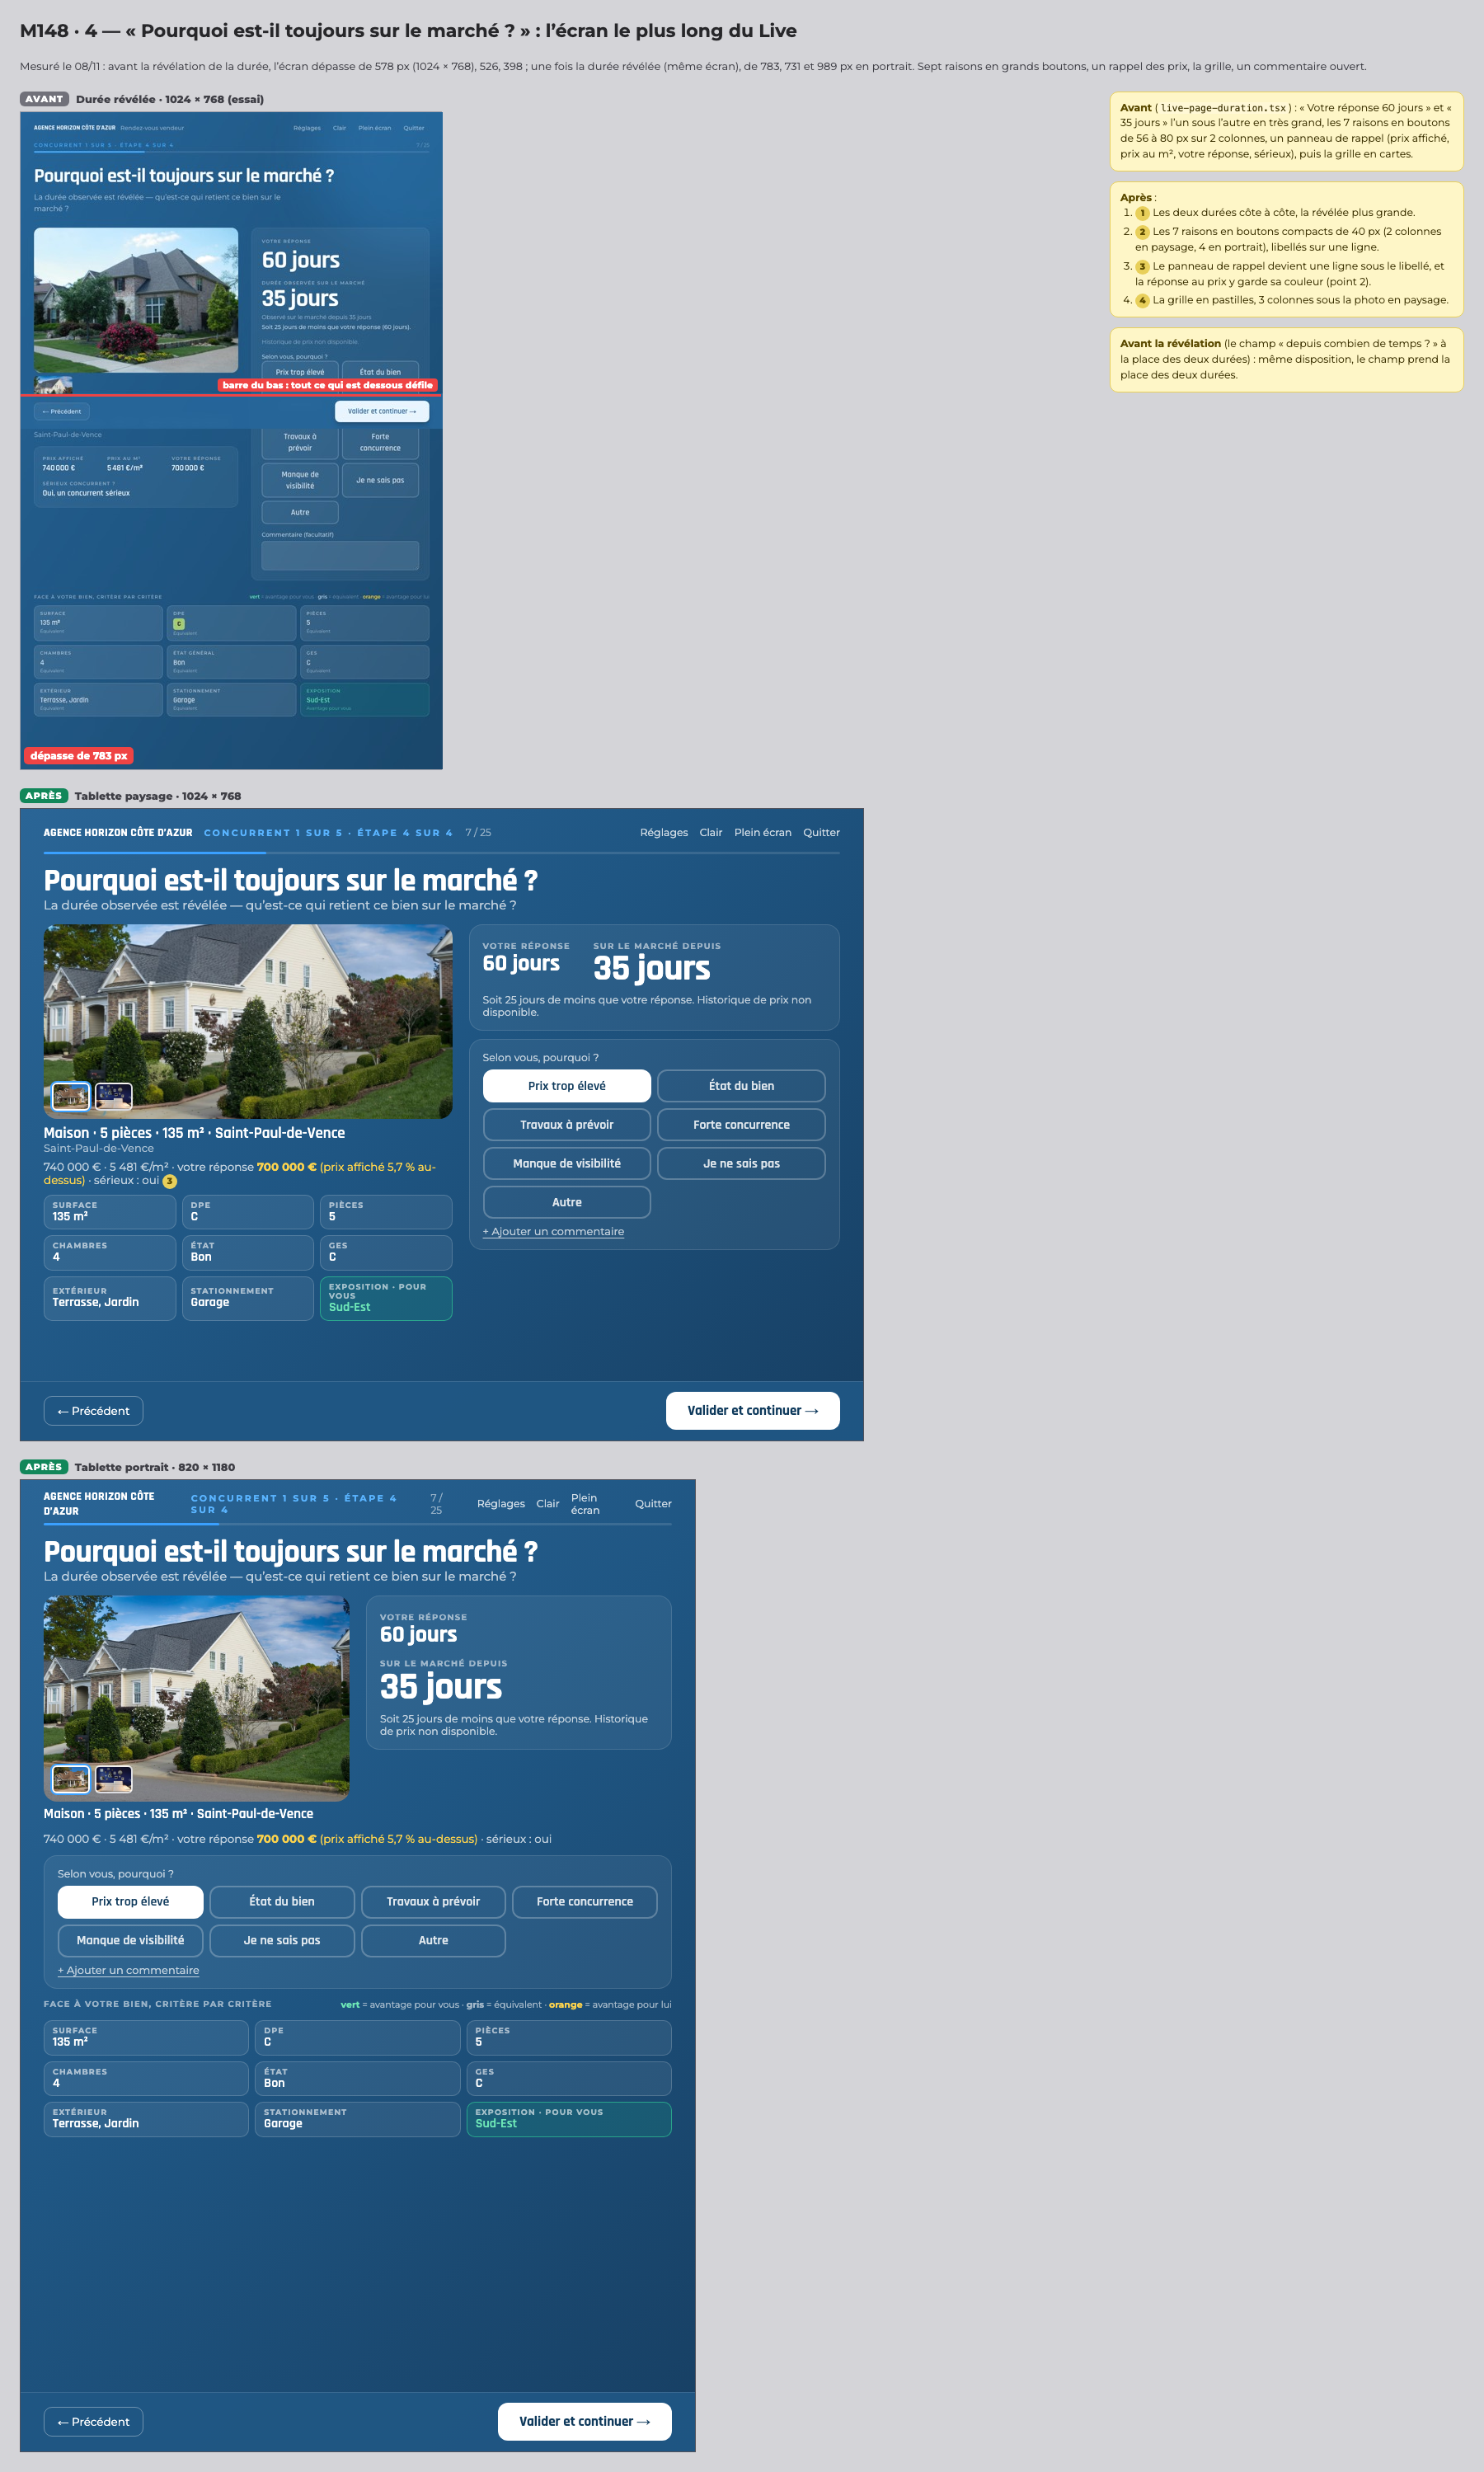 M148 · 4 — « Pourquoi est-il toujours sur le marché ? » : l’écran le plus long du Live
Mesuré le 08/11 : avant la révélation de la durée, l’écran dépasse de 578 px (1024 × 768), 526, 398 ; une fois la durée révélée (même écran), de 783, 731 et 989 px en portrait. Sept raisons en grands boutons, un rappel des prix, la grille, un commentaire ouvert.
AVANT Durée révélée · 1024 × 768 (essai)
AGENCE HORIZON CÔTE D’AZUR Rendez-vous vendeur Réglages Clair Plein écran Quitter
CONCURRENT 1 SUR 5 · ÉTAPE 4 SUR 4 7 / 25
Pourquoi est-il toujours sur le marché ?
La durée observée est révélée — qu’est-ce qui retient ce bien sur le
marché ?
VOTRE RÉPONSE
60 jours
DURÉE OBSERVÉE SUR LE MARCHÉ
35 jours
Observé sur le marché depuis 35 jours
Soit 25 jours de moins que votre réponse (60 jours).
Historique de prix non disponible
Selon vous, pourquoi ?
Prix trop élevé État du bien
barre du bas : tout ce qui est dessous défile
← Précédent Valider et continuer →
Saint-Paul-de-Vence
PRIX AFFICHÉ PRIX AU M² VOTRE RÉPONSE
740 000 € 5 481 €/m² 700 000 €
SÉRIEUX CONCURRENT ?
Oui, un concurrent sérieux
Travaux à prévoir
Forte concurrence
Manque de visibilité
Je ne sais pas
Autre
Commentaire (facultatif)
FACE À VOTRE BIEN, CRITÈRE PAR CRITÈRE vert = avantage pour vous · gris = équivalent · orange = avantage pour lui
SURFACE DPE PIÈCES
135 m² C 5
Équivalent Équivalent Équivalent
CHAMBRES ÉTAT GÉNÉRAL GES
4 Bon C
Équivalent Équivalent Équivalent
EXTÉRIEUR STATIONNEMENT EXPOSITION
Terrasse, Jardin Garage Sud-Est
Équivalent Équivalent Avantage pour vous
dépasse de 783 px
Avant ( live-page-duration.tsx ) : « Votre réponse 60 jours » et «
35 jours » l’un sous l’autre en très grand, les 7 raisons en boutons
de 56 à 80 px sur 2 colonnes, un panneau de rappel (prix affiché,
prix au m², votre réponse, sérieux), puis la grille en cartes.
Après :
1. 1 Les deux durées côte à côte, la révélée plus grande.
2. 2 Les 7 raisons en boutons compacts de 40 px (2 colonnes
en paysage, 4 en portrait), libellés sur une ligne.
3. 3 Le panneau de rappel devient une ligne sous le libellé, et
la réponse au prix y garde sa couleur (point 2).
4. 4 La grille en pastilles, 3 colonnes sous la photo en paysage.
Avant la révélation (le champ « depuis combien de temps ? » à
la place des deux durées) : même disposition, le champ prend la
place des deux durées.
APRÈS Tablette paysage · 1024 × 768
AGENCE HORIZON CÔTE D’AZUR CONCURRENT 1 SUR 5 · ÉTAPE 4 SUR 4 7 / 25 Réglages Clair Plein écran Quitter
Pourquoi est-il toujours sur le marché ?
La durée observée est révélée — qu’est-ce qui retient ce bien sur le marché ?
VOTRE RÉPONSE SUR LE MARCHÉ DEPUIS
60 jours 35 jours
Soit 25 jours de moins que votre réponse. Historique de prix non
disponible.
Selon vous, pourquoi ?
Prix trop élevé État du bien
Travaux à prévoir Forte concurrence
Manque de visibilité Je ne sais pas
Autre
+ Ajouter un commentaire
Maison · 5 pièces · 135 m² · Saint-Paul-de-Vence
Saint-Paul-de-Vence
740 000 € · 5 481 €/m² · votre réponse 700 000 € (prix affiché 5,7 % au-
dessus) · sérieux : oui 3
SURFACE DPE PIÈCES
135 m² C 5
CHAMBRES ÉTAT GES
4 Bon C
EXTÉRIEUR STATIONNEMENT EXPOSITION · POUR VOUS
Terrasse, Jardin Garage Sud-Est
← Précédent Valider et continuer →
APRÈS Tablette portrait · 820 × 1180
AGENCE HORIZON CÔTE D’AZUR
CONCURRENT 1 SUR 5 · ÉTAPE 4 SUR 4
7 / 25
Réglages Clair Plein écran Quitter
Pourquoi est-il toujours sur le marché ?
La durée observée est révélée — qu’est-ce qui retient ce bien sur le marché ?
VOTRE RÉPONSE
60 jours
SUR LE MARCHÉ DEPUIS
35 jours
Soit 25 jours de moins que votre réponse. Historique
de prix non disponible.
Maison · 5 pièces · 135 m² · Saint-Paul-de-Vence
740 000 € · 5 481 €/m² · votre réponse 700 000 € (prix affiché 5,7 % au-dessus) · sérieux : oui
Selon vous, pourquoi ?
Prix trop élevé État du bien Travaux à prévoir Forte concurrence
Manque de visibilité Je ne sais pas Autre
+ Ajouter un commentaire
FACE À VOTRE BIEN, CRITÈRE PAR CRITÈRE vert = avantage pour vous · gris = équivalent · orange = avantage pour lui
SURFACE DPE PIÈCES
135 m² C 5
CHAMBRES ÉTAT GES
4 Bon C
EXTÉRIEUR STATIONNEMENT EXPOSITION · POUR VOUS
Terrasse, Jardin Garage Sud-Est
← Précédent Valider et continuer →